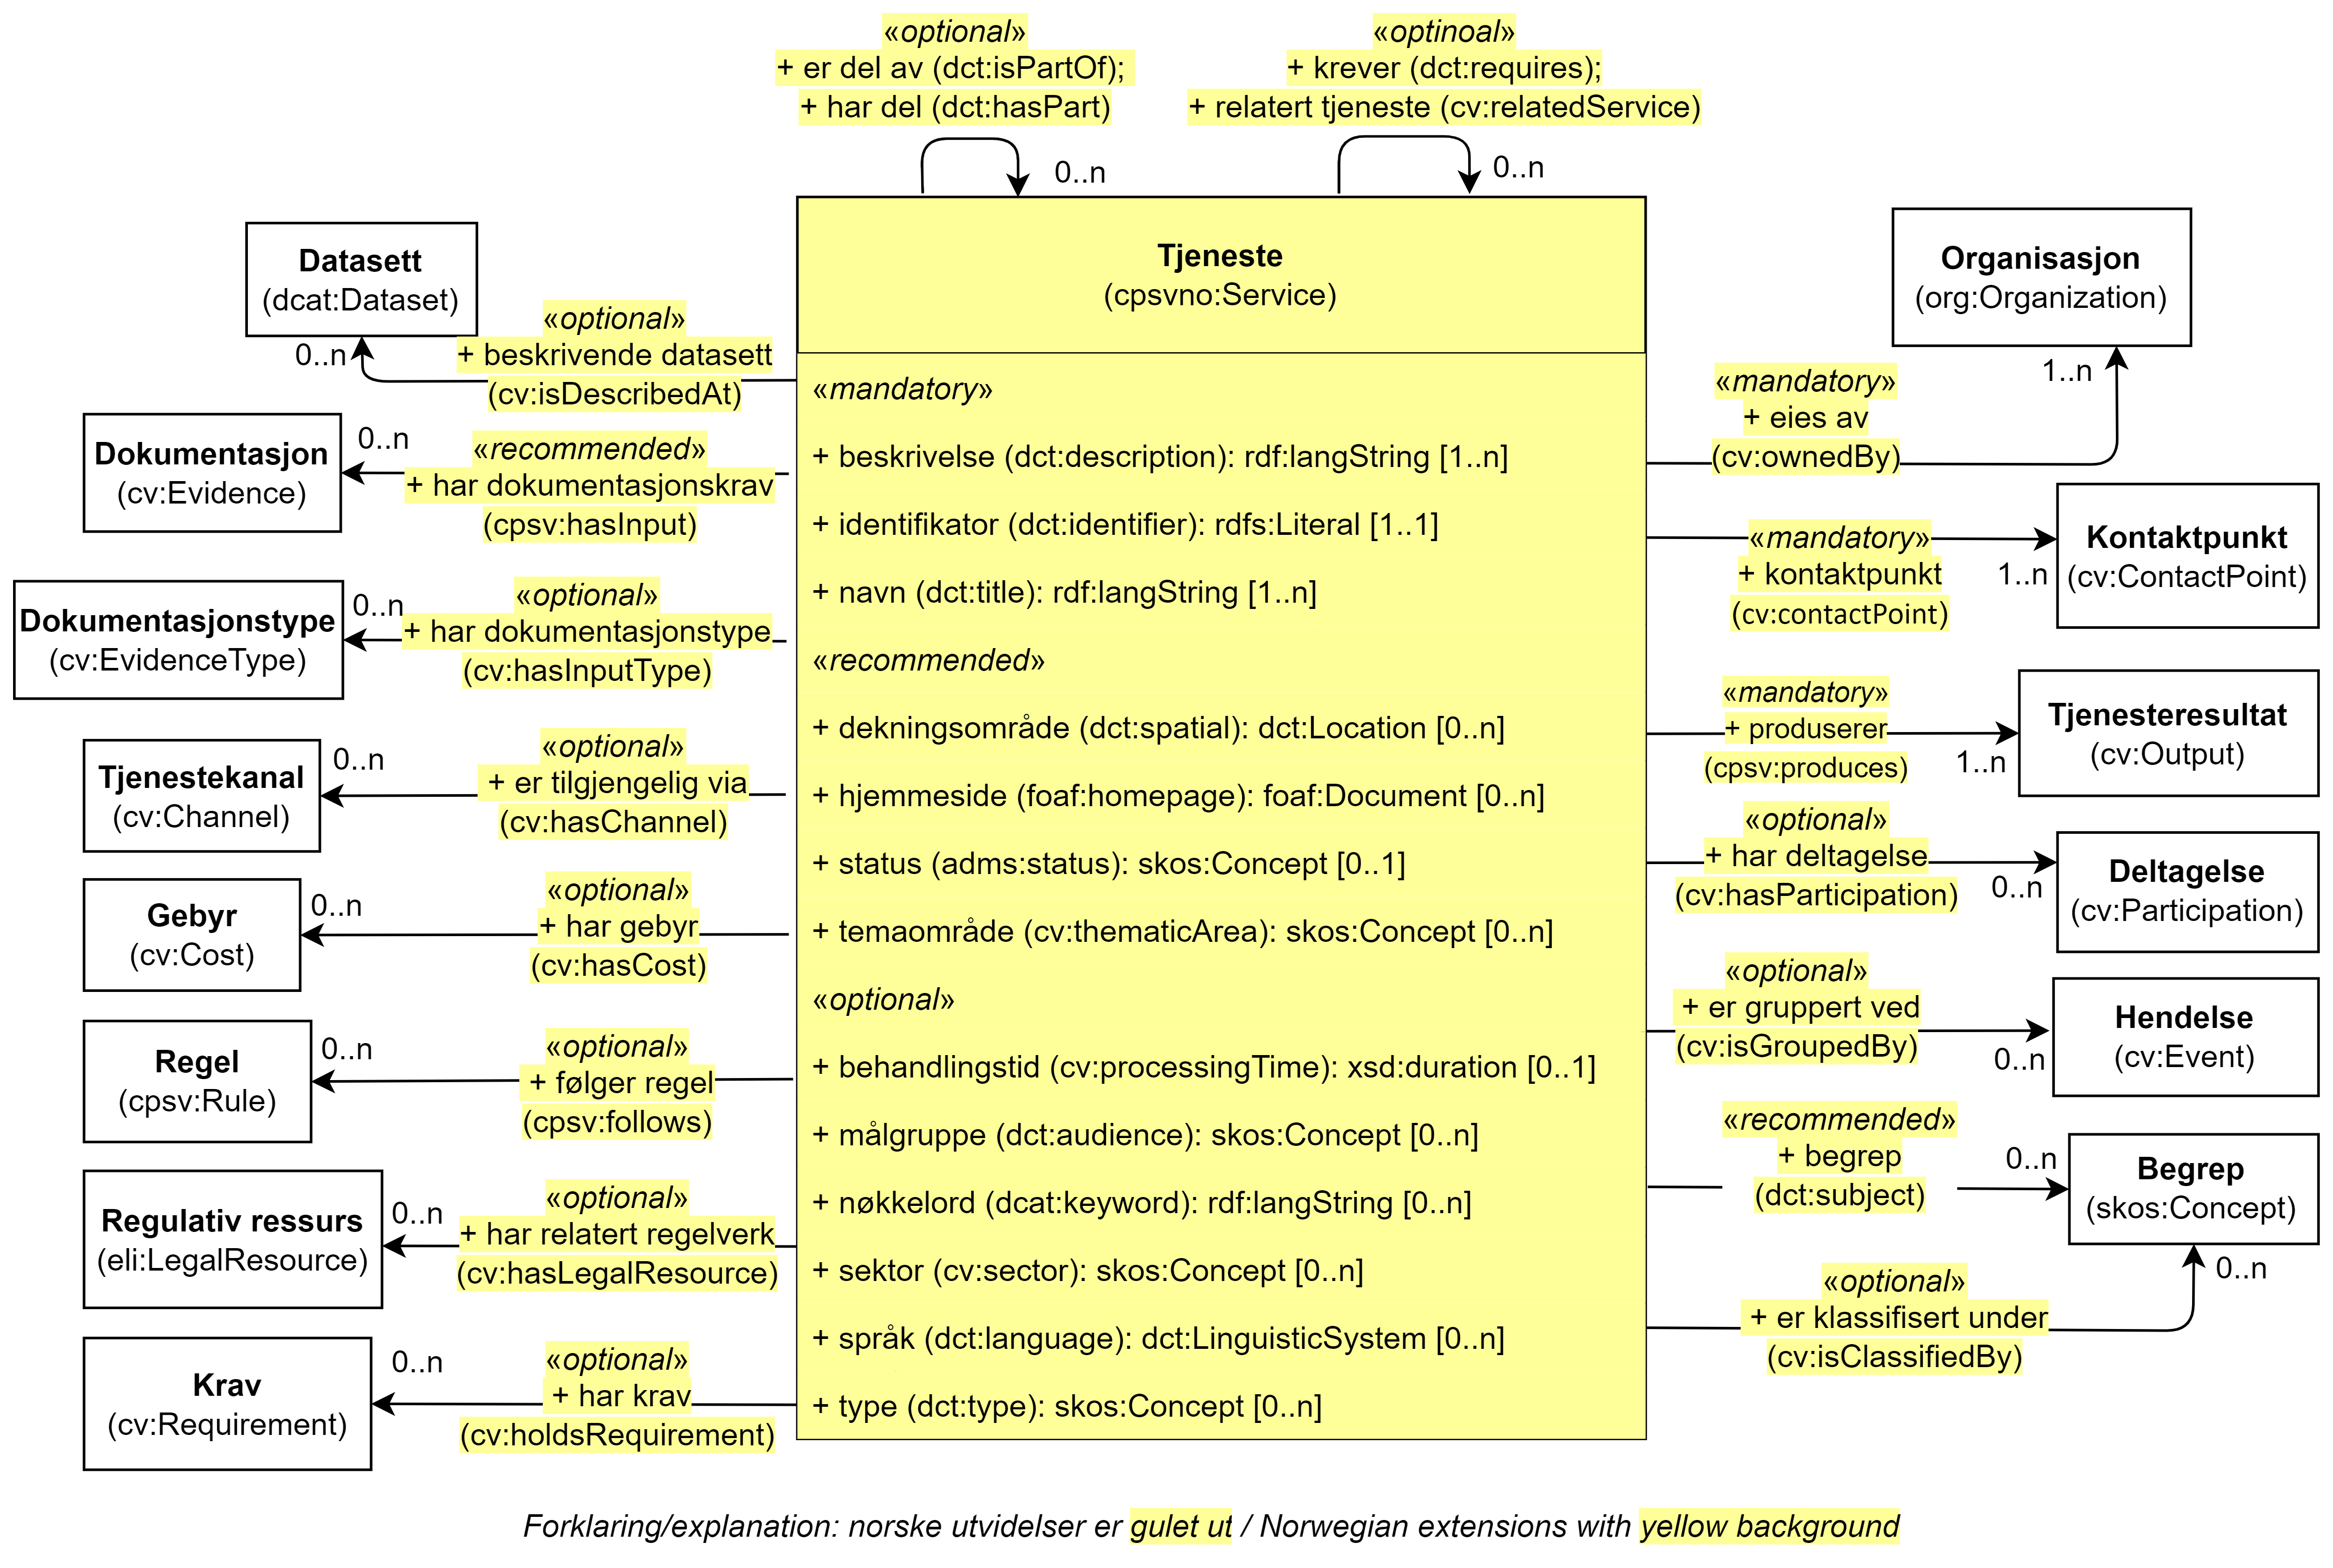 «optional»
+ er del av (dct:isPartOf);
+ har del (dct:hasPart)
0..n
«optinoal»
+ krever (dct:requires);
+ relatert tjeneste (cv:relatedService)
0..n
Tjeneste
(cpsvno:Service)
«mandatory»
+ beskrivelse (dct:description): rdf:langString [1..n]
+ identifikator (dct:identifier): rdfs:Literal [1..1]
+ navn (dct:title): rdf:langString [1..n]
«recommended»
+ dekningsområde (dct:spatial): dct:Location [0..n]
+ hjemmeside (foaf:homepage): foaf:Document [0..n]
+ status (adms:status): skos:Concept [0..1]
+ temaområde (cv:thematicArea): skos:Concept [0..n]
«optional»
+ behandlingstid (cv:processingTime): xsd:duration [0..1]
+ målgruppe (dct:audience): skos:Concept [0..n]
+ nøkkelord (dcat:keyword): rdf:langString [0..n]
+ sektor (cv:sector): skos:Concept [0..n]
+ språk (dct:language): dct:LinguisticSystem [0..n]
+ type (dct:type): skos:Concept [0..n]
Datasett
(dcat:Dataset)
0..n
«optional»
+ beskrivende datasett
(cv:isDescribedAt)
Dokumentasjon
(cv:Evidence)
0..n
«recommended»
+ har dokumentasjonskrav
(cpsv:hasInput)
Dokumentasjonstype
(cv:EvidenceType)
0..n
«optional»
+ har dokumentasjonstype
(cv:hasInputType)
Tjenestekanal
(cv:Channel)
0..n
«optional»
+ er tilgjengelig via
(cv:hasChannel)
Gebyr
(cv:Cost)
0..n
«optional»
+ har gebyr
(cv:hasCost)
Regel
(cpsv:Rule)
0..n
«optional»
+ følger regel
(cpsv:follows)
Regulativ ressurs
(eli:LegalResource)
0..n
«optional»
+ har relatert regelverk
(cv:hasLegalResource)
Krav
(cv:Requirement)
0..n
«optional»
+ har krav
(cv:holdsRequirement)
Organisasjon
(org:Organization)
1..n
«mandatory»
+ eies av
(cv:ownedBy)
Kontaktpunkt
(cv:ContactPoint)
1..n
«mandatory»
+ kontaktpunkt
(cv:contactPoint)
Tjenesteresultat
(cv:Output)
1..n
«mandatory»
+ produserer
(cpsv:produces)
Deltagelse
(cv:Participation)
0..n
«optional»
+ har deltagelse
(cv:hasParticipation)
Hendelse
(cv:Event)
0..n
«optional»
+ er gruppert ved
(cv:isGroupedBy)
Begrep
(skos:Concept)
0..n
«recommended»
+ begrep
(dct:subject)
0..n
«optional»
+ er klassifisert under
(cv:isClassifiedBy)
Forklaring/explanation: norske utvidelser er gulet ut / Norwegian extensions with yellow background